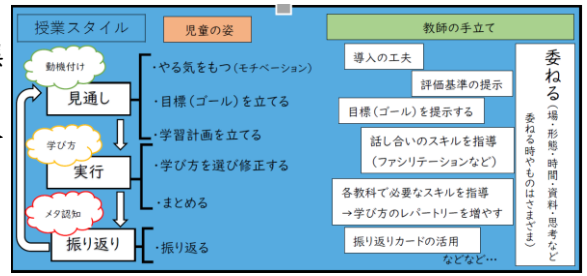 授業スタイル
児童の姿
教師の手立て
動機付け
見通し
学び方
実行
メタ認知
振り返り
・やる気をもつ(モチベーション)
・目標(ゴール)を立てる
・学習計画を立てる
・学び方を選び修正する
・まとめる
・振り返る
導入の工夫
評価基準の提示
目標(ゴール)を提示する
話し合いのスキルを指導
(ファシリテーションなど)
各教科で必要なスキルを指導
→学び方のレパートリーを増やす
振り返りカードの活用
などなど…
委ねる(場・形態・時間・資料・思考など
委ねる時やものはさまざま)